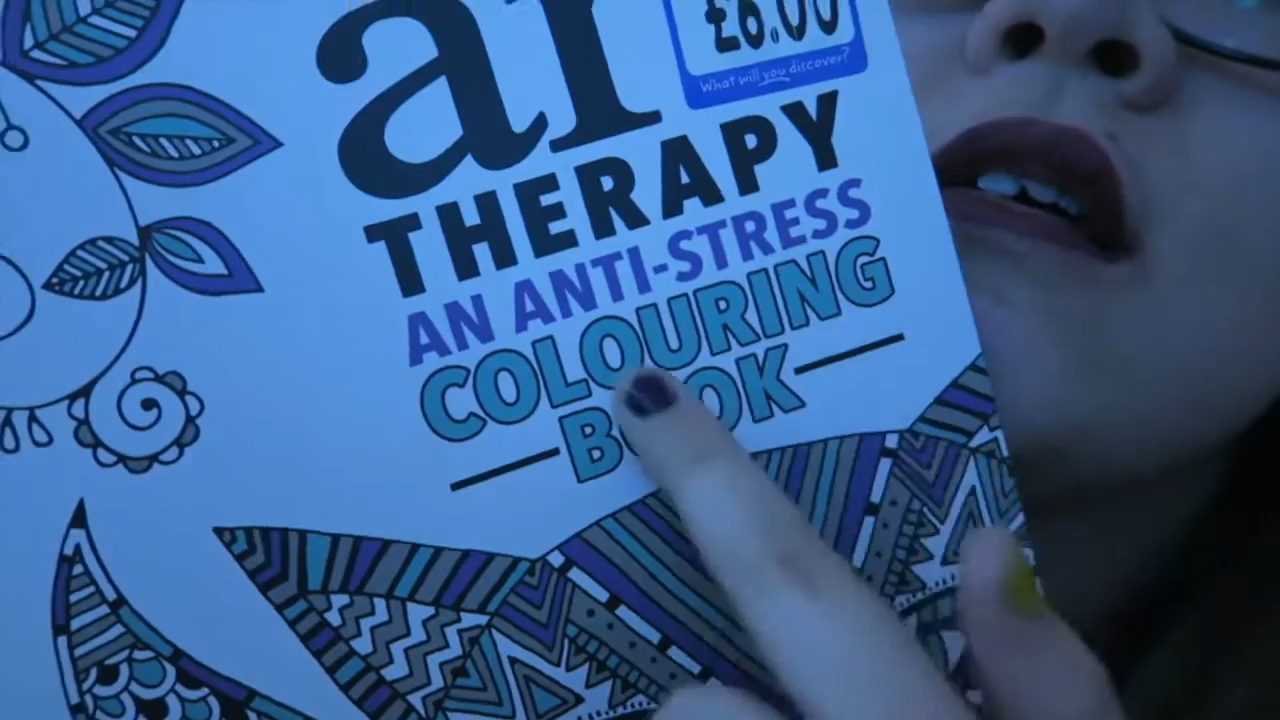 £6.00
What will you discover?
THERAPY
AN ANTI-STRESS
COLOURING
BOOK